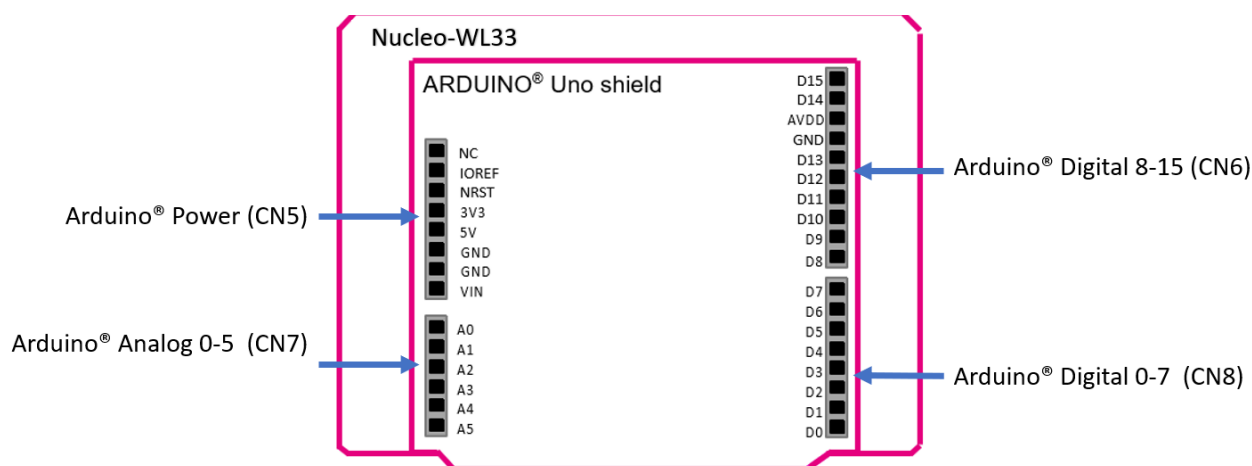 Nucleo-WL33
ARDUINO® Uno shield
Arduino® Power (CN5)
NC
IOREF
NRST
3V3
5V
GND
GND
VIN
Arduino® Analog 0-5 (CN7)
A0
A1
A2
A3
A4
A5
D15
D14
AVDD
GND
D13
D12
D11
D10
D9
D8
Arduino® Digital 8-15 (CN6)
D7
D6
D5
D4
D3
D2
D1
D0
Arduino® Digital 0-7 (CN8)